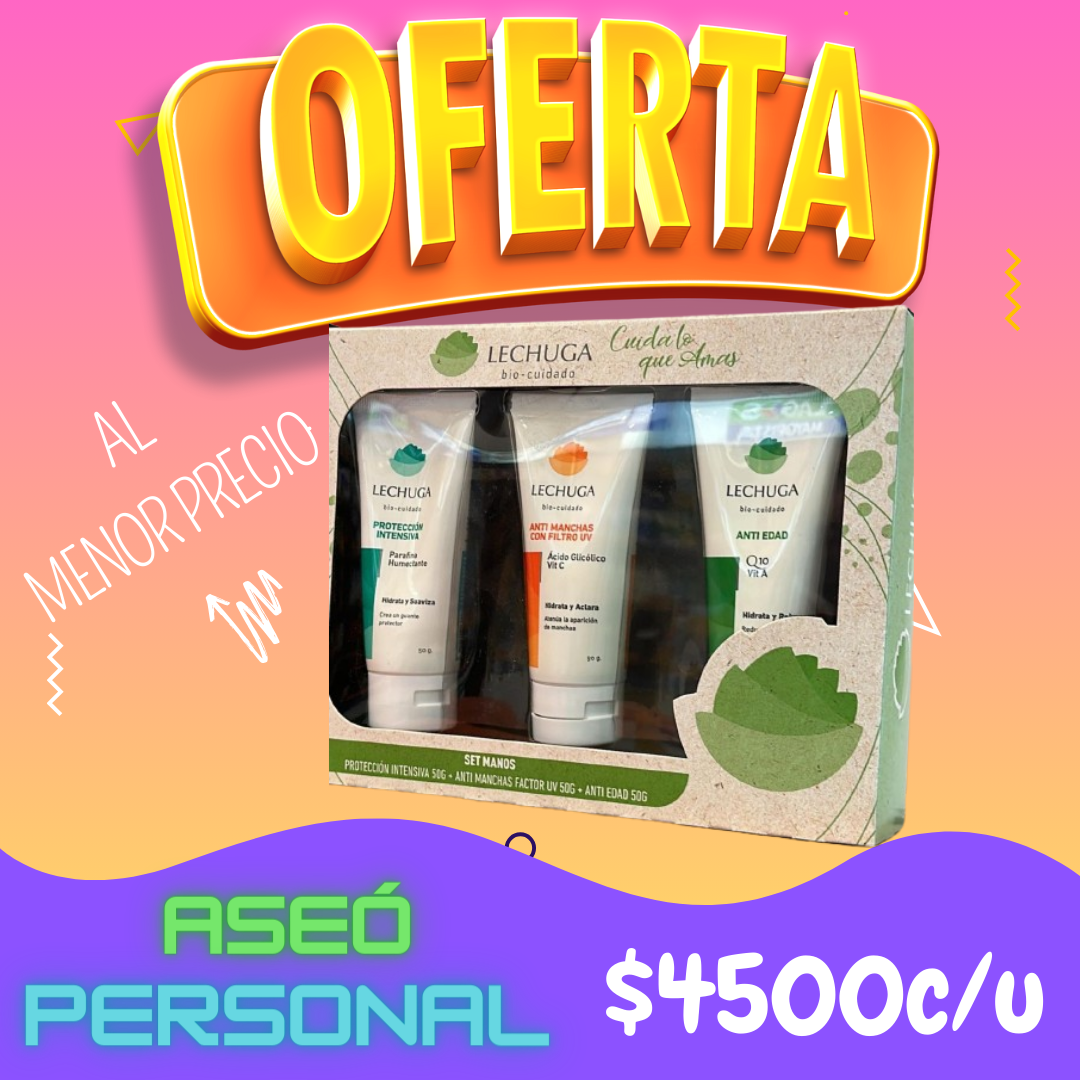 OFERTA
AL
MENOR PRECIO
LECHUGA
bio-cuidado
Cuida lo
que Amas
LECHUGA
bio-cuidado
PROTECCIÓN
INTENSIVA
Parafina
Humectante
Hidrata y Suaviza
Crea un guante
protector
50 g.
LECHUGA
bio-cuidado
ANTI MANCHAS
CON FILTRO UV
Ácido Glicólico
Vit C
Hidrata y Aclara
Atenúa la aparición
de manchas
50 g.
LECHUGA
bio-cuidado
ANTI EDAD
Q10
Vit A
Hidrata y
SET MANOS
PROTECCIÓN INTENSIVA 50G + ANTI MANCHAS FACTOR UV 50G + ANTI EDAD 50G
ASEÓ
PERSONAL
$4500c/u